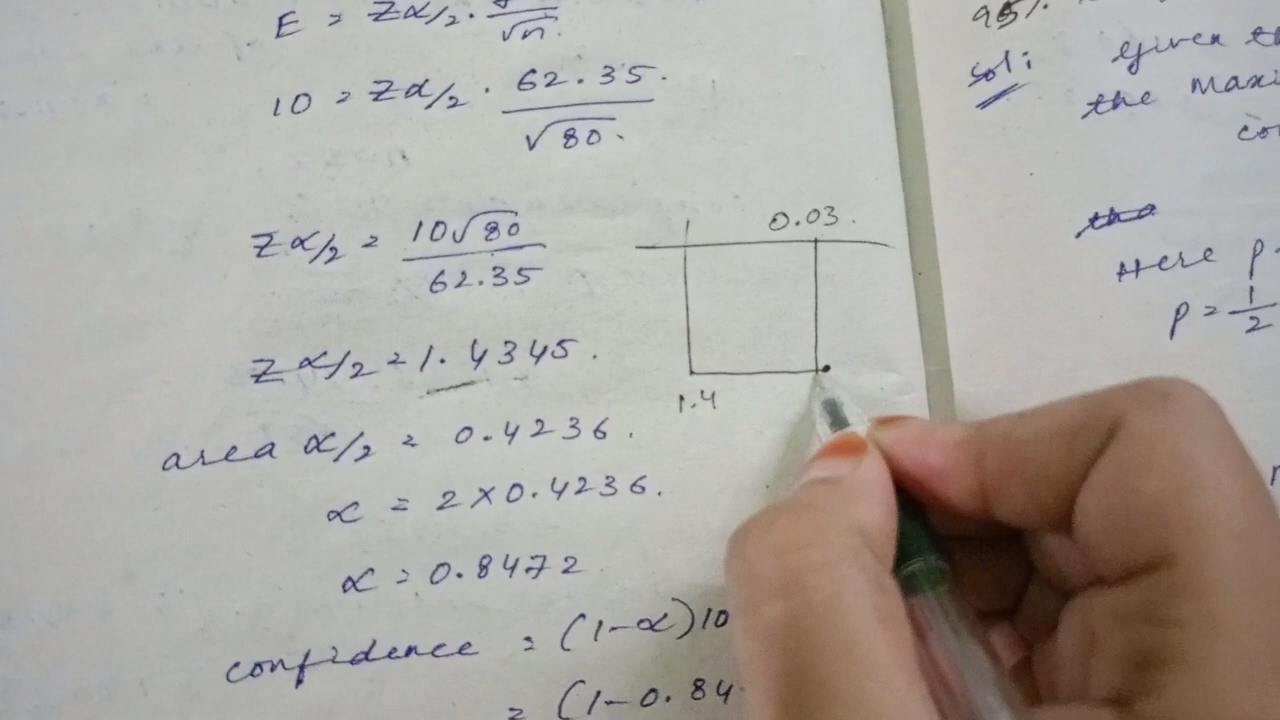 E = Zα/2 · σ/√n.
10 = Zα/2 · 62.35/√80.
Zα/2 = 10√80/62.35
Zα/2 = 1.4345.
area α/2 = 0.4236.
α = 2×0.4236.
α = 0.8472
confidence = (1-α)10
= (1-0.84
0.03.
1.4
95%.
Sol:
given
the maxi
Here p
p = 1/2